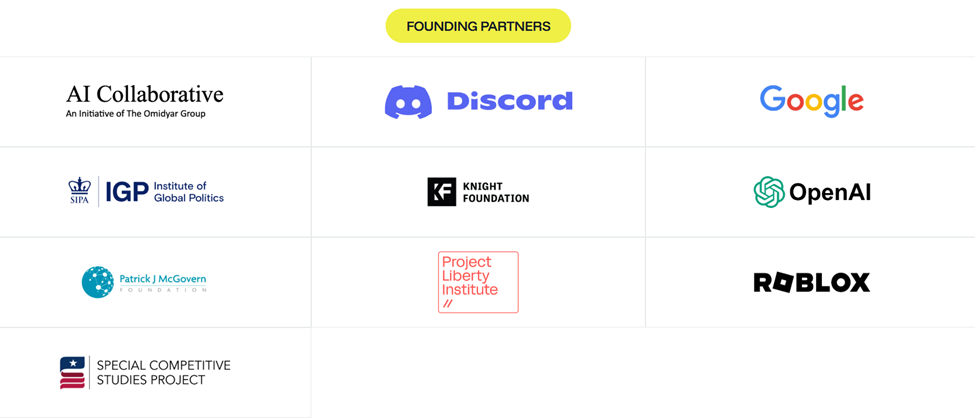 FOUNDING PARTNERS
AI Collaborative
An Initiative of The Omidyar Group
Discord
Google
SIPA
IGP
Institute of
Global Politics
KF
KNIGHT
FOUNDATION
OpenAI
Patrick J McGovern
FOUNDATION
Project
Liberty
Institute
//
ROBLOX
SPECIAL COMPETITIVE
STUDIES PROJECT